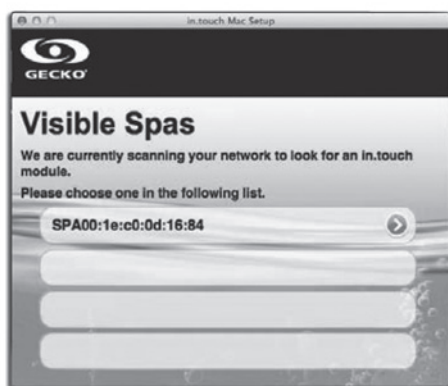 in.touch Mac Setup
GECKO
Visible Spas
We are currently scanning your network to look for an in.touch
module.
Please choose one in the following list.
SPA00:1e:c0:0d:16:84